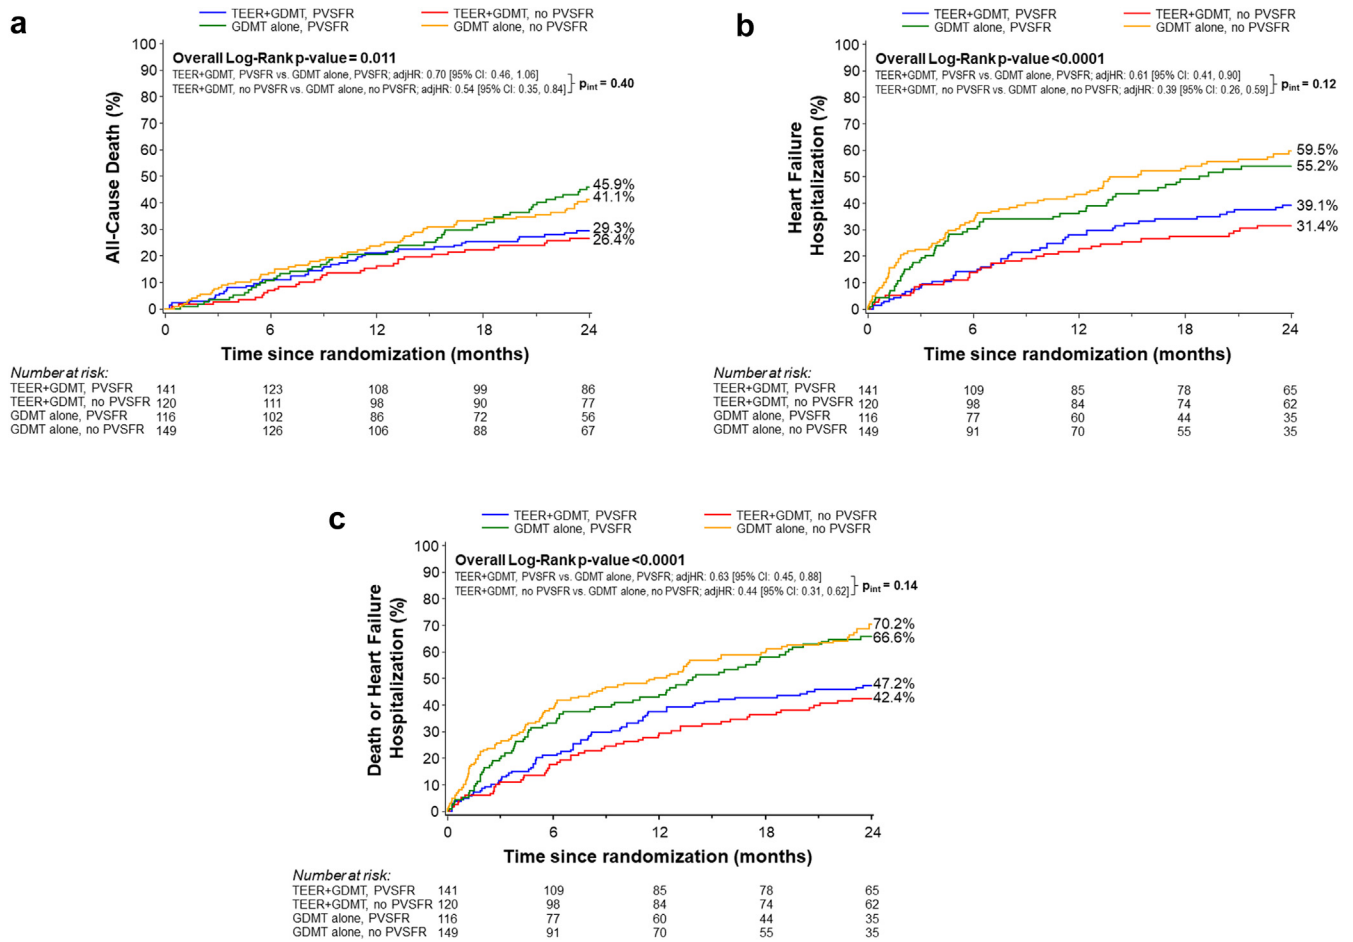 a
TEER+GDMT, PVSFR TEER+GDMT, no PVSFR
GDMT alone, PVSFR GDMT alone, no PVSFR
Overall Log-Rank p-value = 0.011
TEER+GDMT, PVSFR vs. GDMT alone, PVSFR; adjHR: 0.70 [95% CI: 0.46, 1.06]
TEER+GDMT, no PVSFR vs. GDMT alone, no PVSFR; adjHR: 0.54 [95% CI: 0.35, 0.84]
pint = 0.40
All-Cause Death (%)
100
90
80
70
60
50
40
30
20
10
0
45.9%
41.1%
29.3%
26.4%
0 6 12 18 24
Time since randomization (months)
Number at risk:
TEER+GDMT, PVSFR 141 123 108 99 86
TEER+GDMT, no PVSFR 120 111 98 90 77
GDMT alone, PVSFR 116 102 86 72 56
GDMT alone, no PVSFR 149 126 106 88 67
b
TEER+GDMT, PVSFR TEER+GDMT, no PVSFR
GDMT alone, PVSFR GDMT alone, no PVSFR
Overall Log-Rank p-value <0.0001
TEER+GDMT, PVSFR vs. GDMT alone, PVSFR; adjHR: 0.61 [95% CI: 0.41, 0.90]
TEER+GDMT, no PVSFR vs. GDMT alone, no PVSFR; adjHR: 0.39 [95% CI: 0.26, 0.59]
pint = 0.12
Heart Failure
Hospitalization (%)
100
90
80
70
60
50
40
30
20
10
0
59.5%
55.2%
39.1%
31.4%
0 6 12 18 24
Time since randomization (months)
Number at risk:
TEER+GDMT, PVSFR 141 109 85 78 65
TEER+GDMT, no PVSFR 120 98 84 74 62
GDMT alone, PVSFR 116 77 60 44 35
GDMT alone, no PVSFR 149 91 70 55 35
c
TEER+GDMT, PVSFR TEER+GDMT, no PVSFR
GDMT alone, PVSFR GDMT alone, no PVSFR
Overall Log-Rank p-value <0.0001
TEER+GDMT, PVSFR vs. GDMT alone, PVSFR; adjHR: 0.63 [95% CI: 0.45, 0.88]
TEER+GDMT, no PVSFR vs. GDMT alone, no PVSFR; adjHR: 0.44 [95% CI: 0.31, 0.62]
pint = 0.14
Death or Heart Failure
Hospitalization (%)
100
90
80
70
60
50
40
30
20
10
0
70.2%
66.6%
47.2%
42.4%
0 6 12 18 24
Time since randomization (months)
Number at risk:
TEER+GDMT, PVSFR 141 109 85 78 65
TEER+GDMT, no PVSFR 120 98 84 74 62
GDMT alone, PVSFR 116 77 60 44 35
GDMT alone, no PVSFR 149 91 70 55 35